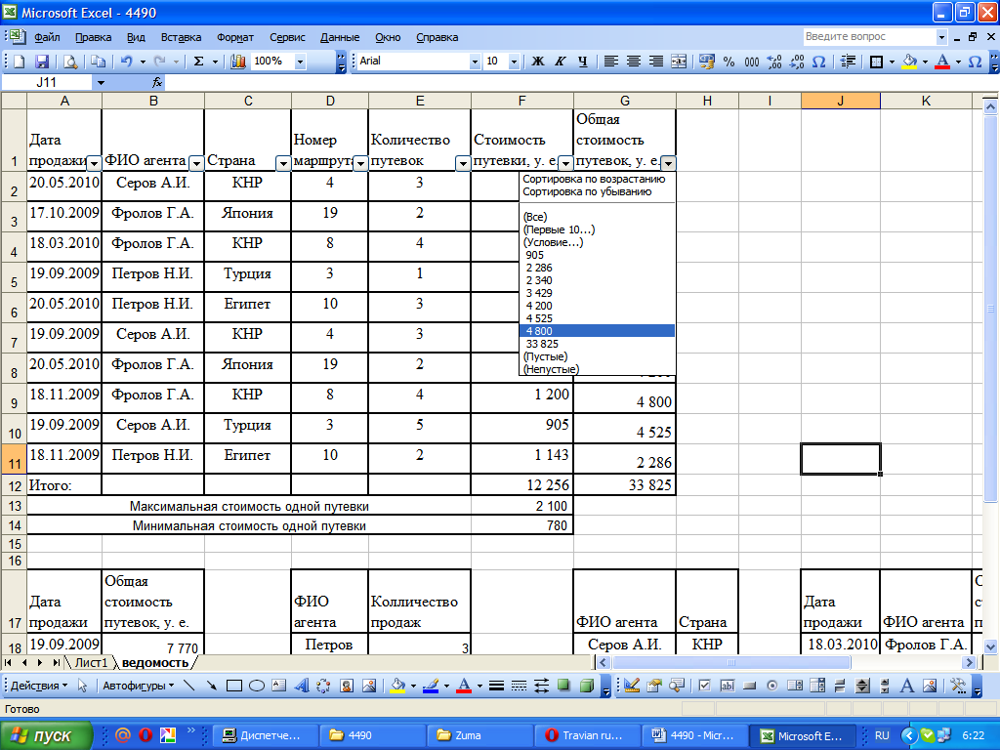 Microsoft Excel - 4490
Файл Правка Вид Вставка Формат Сервис Данные Окно Справка Введите вопрос
100% Arial 10 Ж К Ч % 000
J11 fx
A B C D E F G H I J K
1 Дата продажи ФИО агента Страна Номер маршрута Количество путевок Стоимость путевки, у. е. Общая стоимость путевок, у. е.
2 20.05.2010 Серов А.И. КНР 4 3
3 17.10.2009 Фролов Г.А. Япония 19 2
4 18.03.2010 Фролов Г.А. КНР 8 4
5 19.09.2009 Петров Н.И. Турция 3 1
6 20.05.2010 Петров Н.И. Египет 10 3
7 19.09.2009 Серов А.И. КНР 4 3
8 20.05.2010 Фролов Г.А. Япония 19 2
Сортировка по возрастанию
Сортировка по убыванию
(Все)
(Первые 10...)
(Условие...)
905
2 286
2 340
3 429
4 200
4 525
4 800
33 825
(Пустые)
(Непустые)
9 18.11.2009 Фролов Г.А. КНР 8 4 1 200 4 800
10 19.09.2009 Серов А.И. Турция 3 5 905 4 525
11 18.11.2009 Петров Н.И. Египет 10 2 1 143 2 286
12 Итого: 12 256 33 825
13 Максимальная стоимость одной путевки 2 100
14 Минимальная стоимость одной путевки 780
15
16
17 Дата продажи Общая стоимость путевок, у. е. ФИО агента Колличество продаж ФИО агента Страна Дата продажи ФИО агента
18 19.09.2009 7 770 Петров 3 Серов А.И. КНР 18.03.2010 Фролов Г.А.
Лист1 ведомость
Действия Автофигуры
Готово
пуск Диспетче... 4490 Zuma Travian ru... 4490 - Micr... Microsoft E... RU 6:22